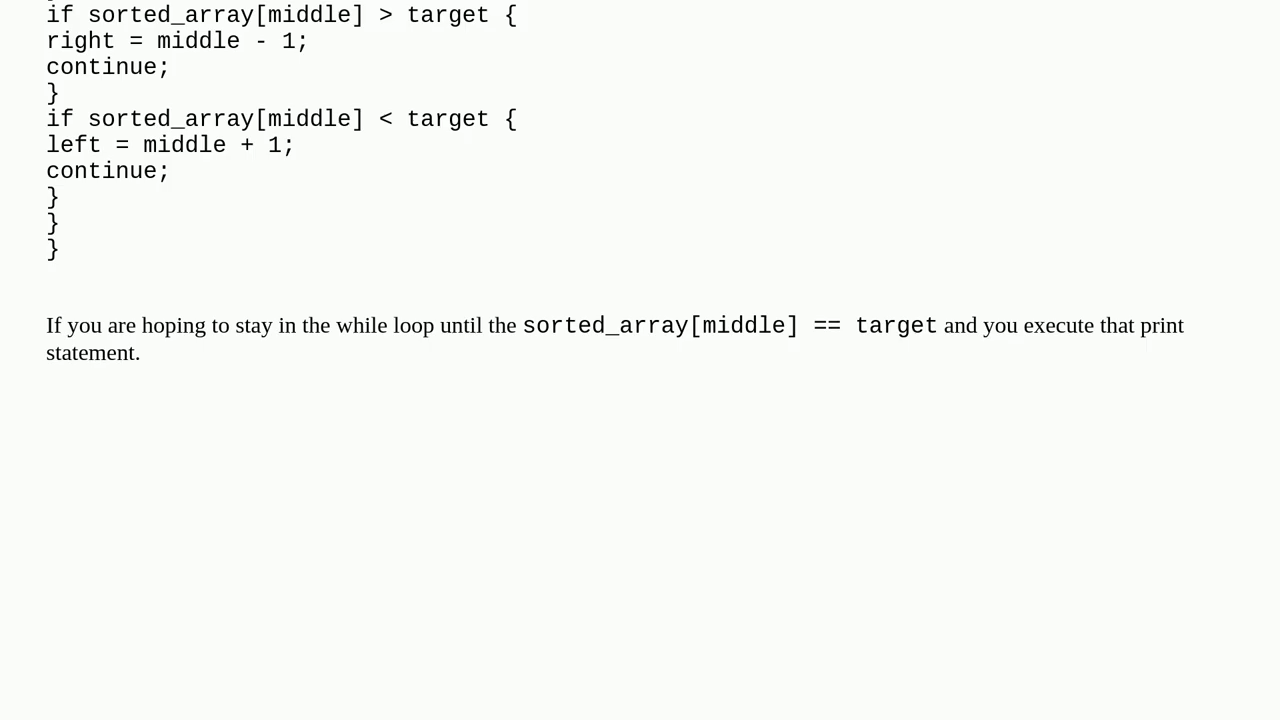 if sorted_array[middle] > target {
right = middle - 1;
continue;
}
if sorted_array[middle] < target {
left = middle + 1;
continue;
}
}
}
If you are hoping to stay in the while loop until the sorted_array[middle] == target and you execute that print
statement.